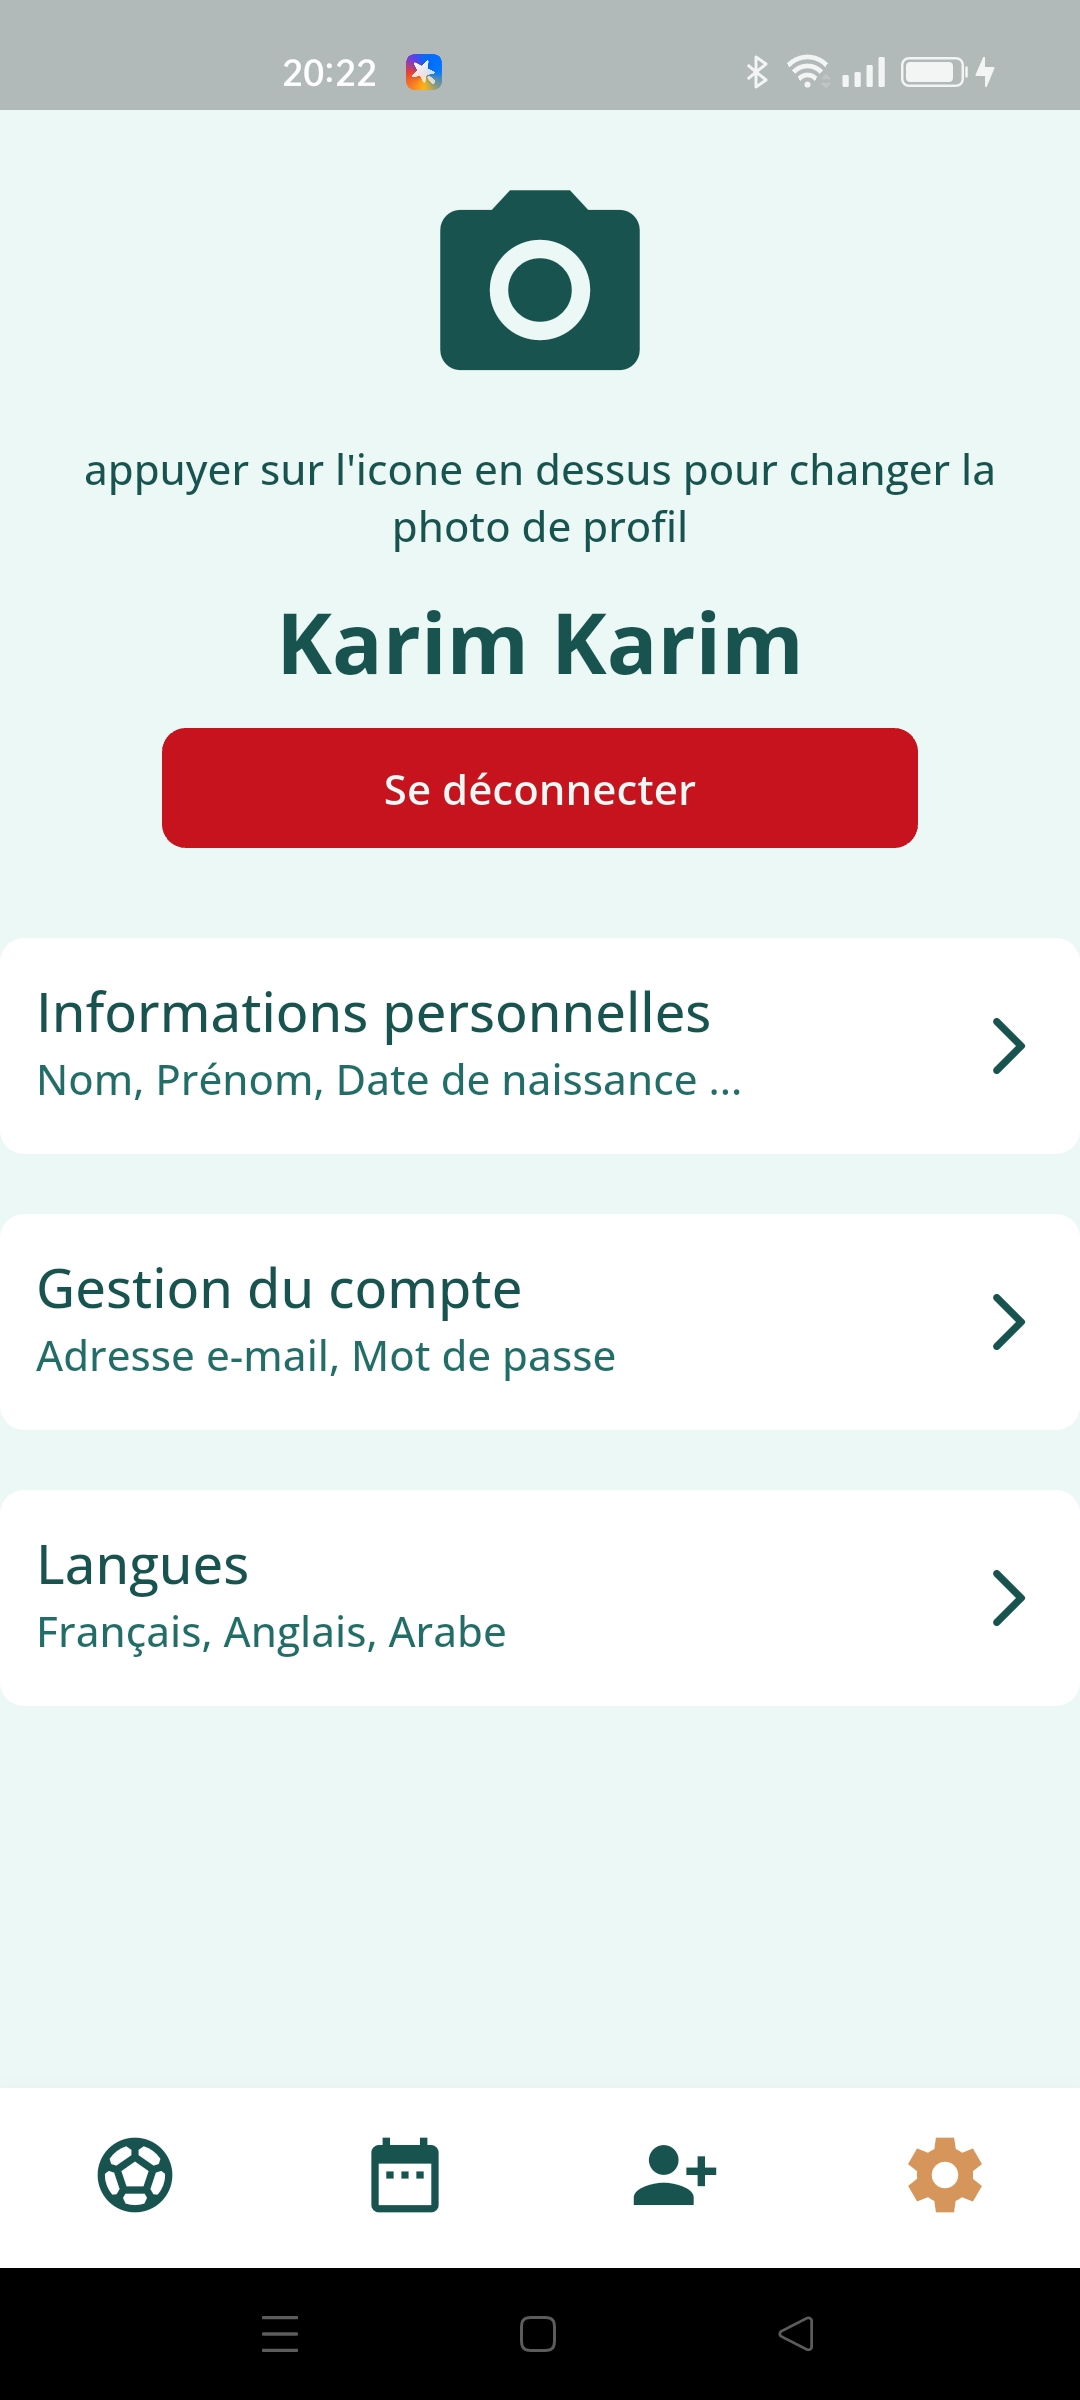 20:22
appuyer sur l'icone en dessus pour changer la
photo de profil
Karim Karim
Se déconnecter
Informations personnelles
Nom, Prénom, Date de naissance ...
Gestion du compte
Adresse e-mail, Mot de passe
Langues
Français, Anglais, Arabe